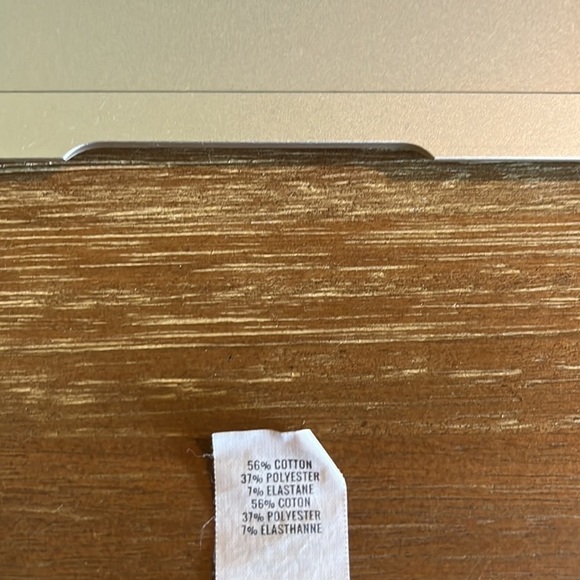 56% COTTON
37% POLYESTER
7% ELASTANE
56% COTON
37% POLYESTER
7% ELASTHANNE